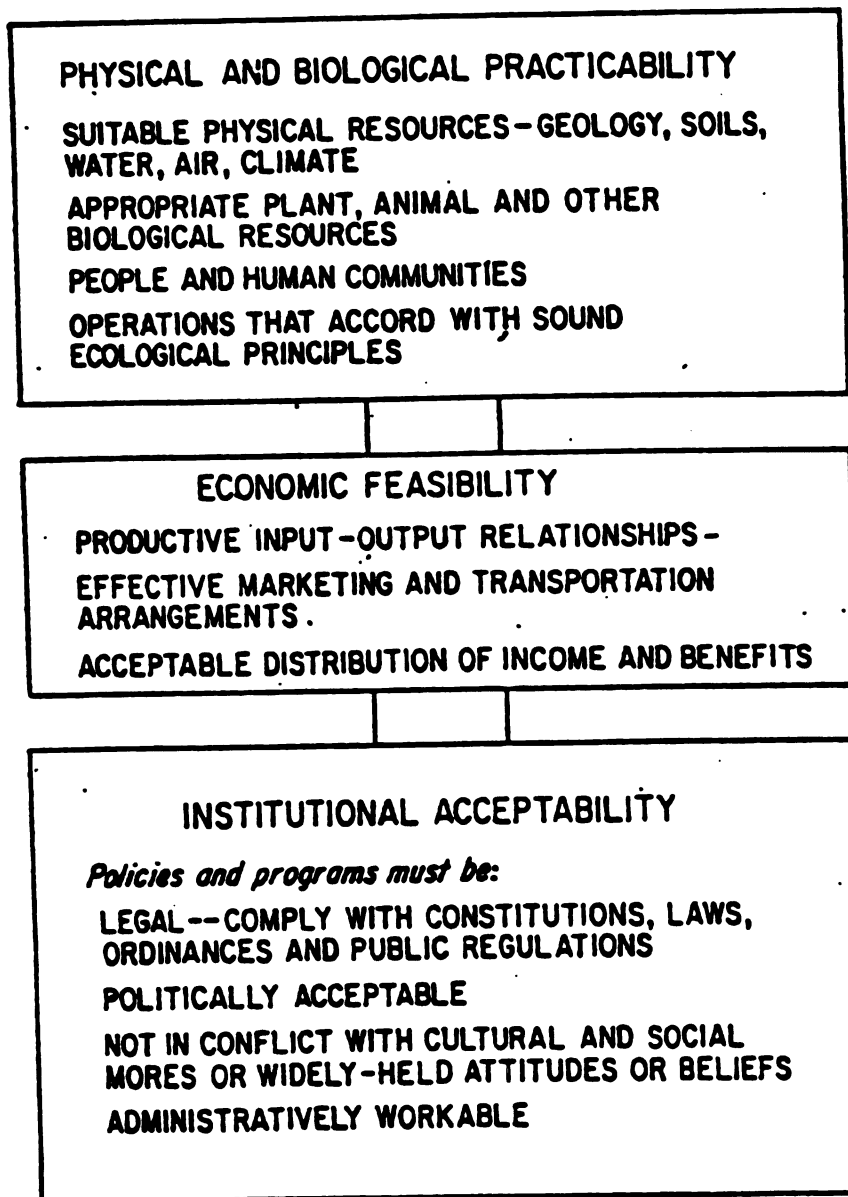 PHYSICAL AND BIOLOGICAL PRACTICABILITY
SUITABLE PHYSICAL RESOURCES-GEOLOGY, SOILS,
WATER, AIR, CLIMATE
APPROPRIATE PLANT, ANIMAL AND OTHER
BIOLOGICAL RESOURCES
PEOPLE AND HUMAN COMMUNITIES
OPERATIONS THAT ACCORD WITH SOUND
ECOLOGICAL PRINCIPLES
ECONOMIC FEASIBILITY
PRODUCTIVE INPUT-OUTPUT RELATIONSHIPS-
EFFECTIVE MARKETING AND TRANSPORTATION
ARRANGEMENTS.
ACCEPTABLE DISTRIBUTION OF INCOME AND BENEFITS
INSTITUTIONAL ACCEPTABILITY
Policies and programs must be:
LEGAL--COMPLY WITH CONSTITUTIONS, LAWS,
ORDINANCES AND PUBLIC REGULATIONS
POLITICALLY ACCEPTABLE
NOT IN CONFLICT WITH CULTURAL AND SOCIAL
MORES OR WIDELY-HELD ATTITUDES OR BELIEFS
ADMINISTRATIVELY WORKABLE